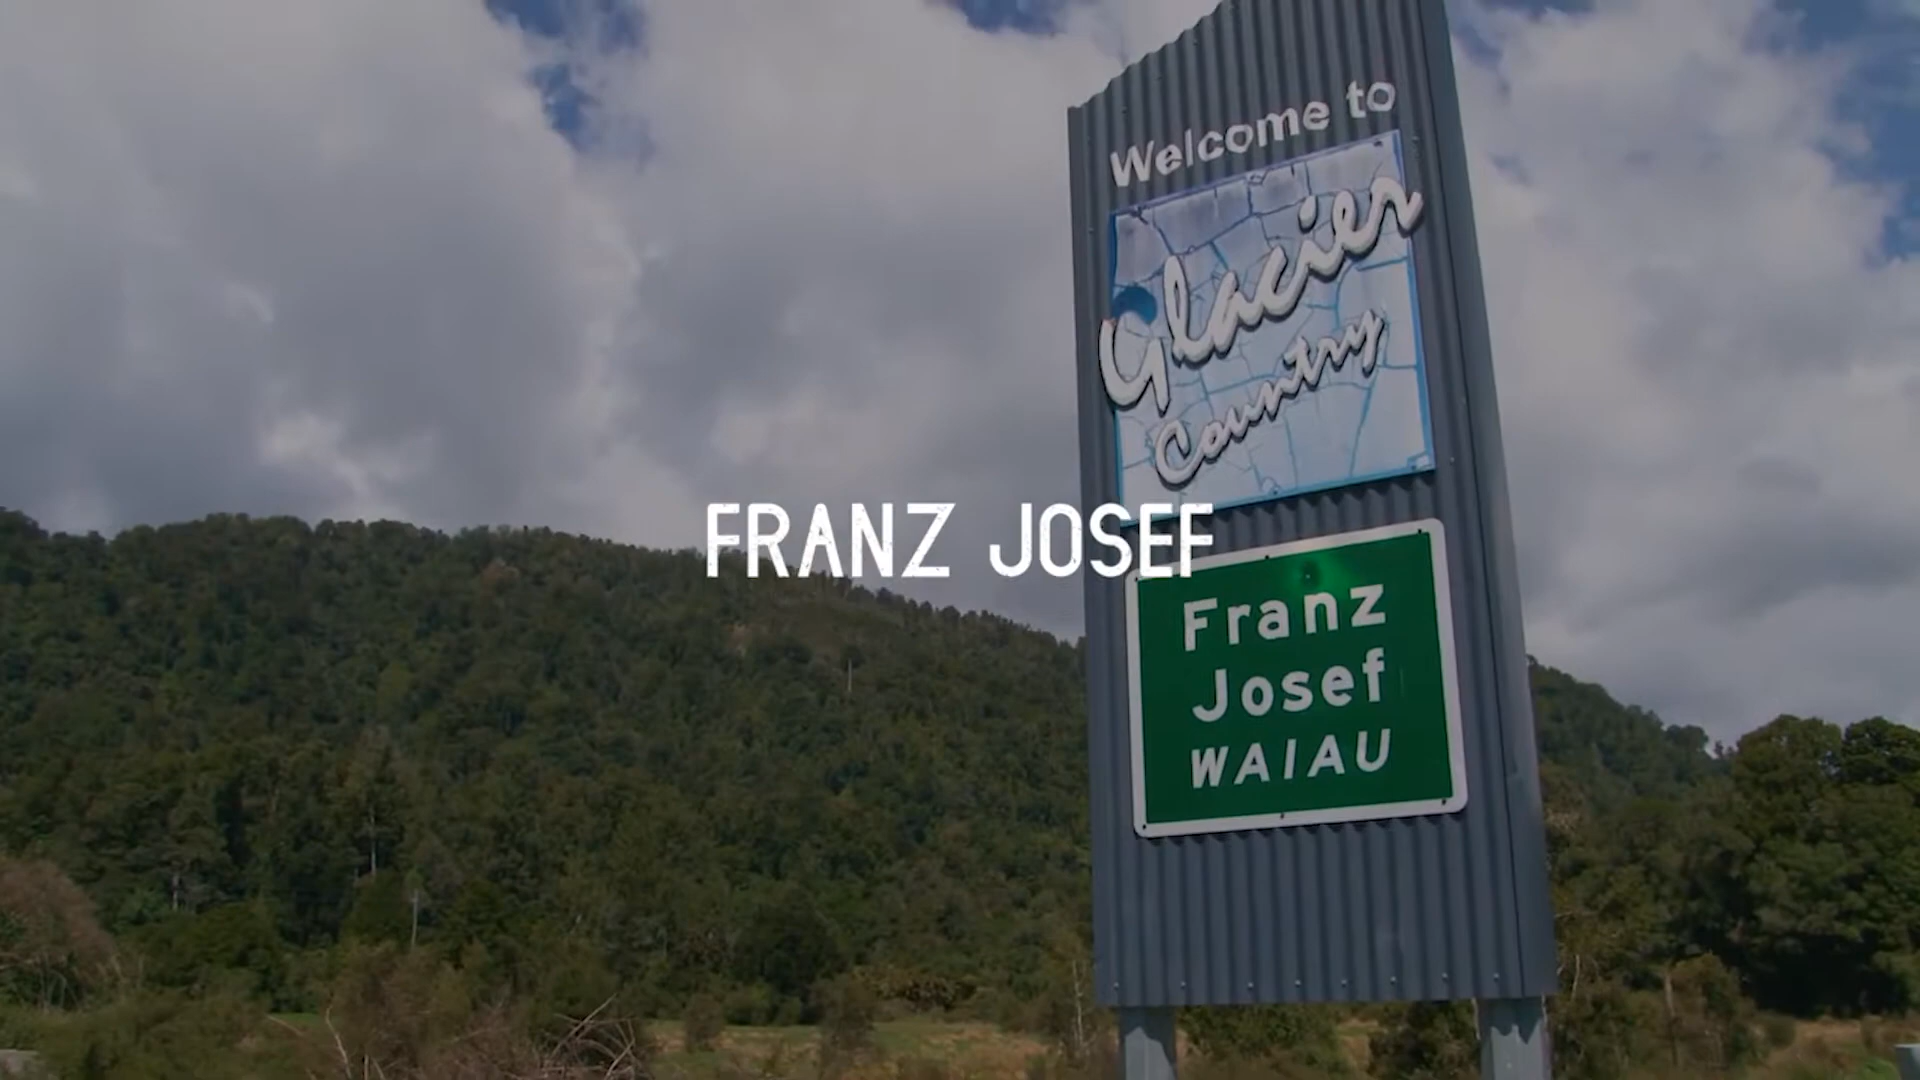 Welcome to
Glacier
Country
FRANZ JOSEF
Franz
Josef
WAIAU